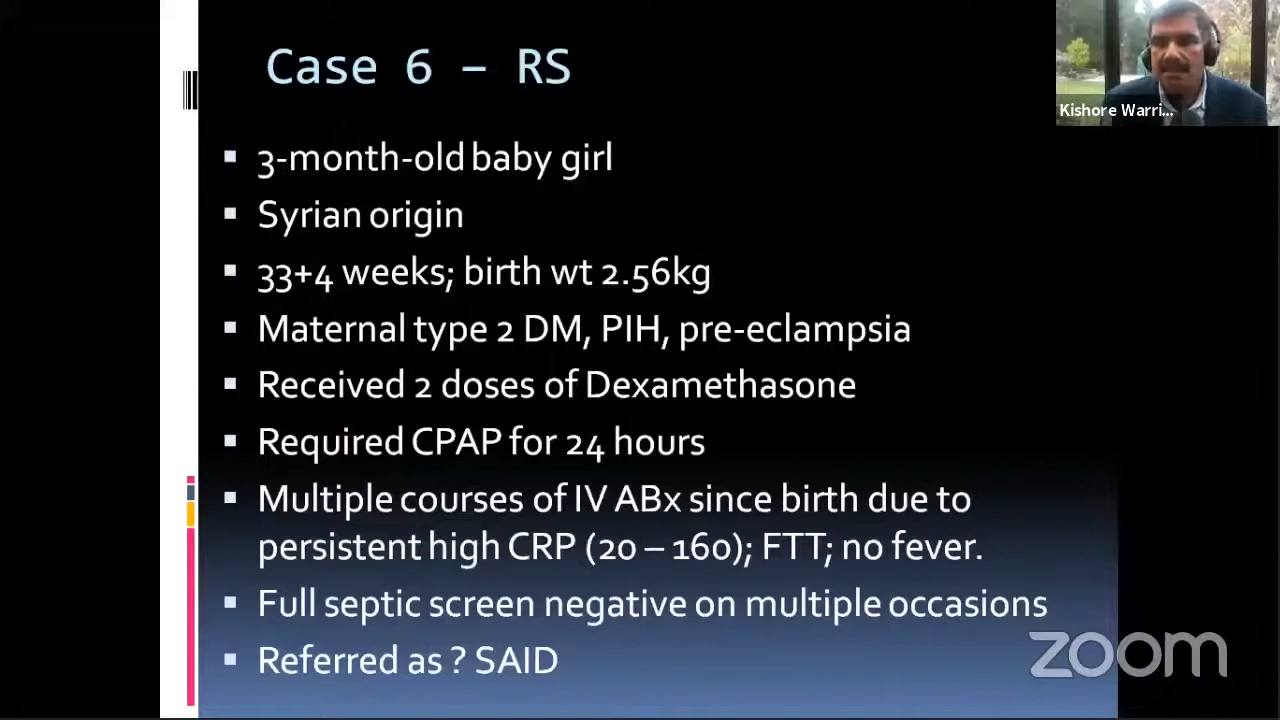 Case 6 – RS
Kishore Warri...
3-month-old baby girl
Syrian origin
33+4 weeks; birth wt 2.56kg
Maternal type 2 DM, PIH, pre-eclampsia
Received 2 doses of Dexamethasone
Required CPAP for 24 hours
Multiple courses of IV ABx since birth due to
persistent high CRP (20 – 160); FTT; no fever.
Full septic screen negative on multiple occasions
Referred as ? SAID
zoom